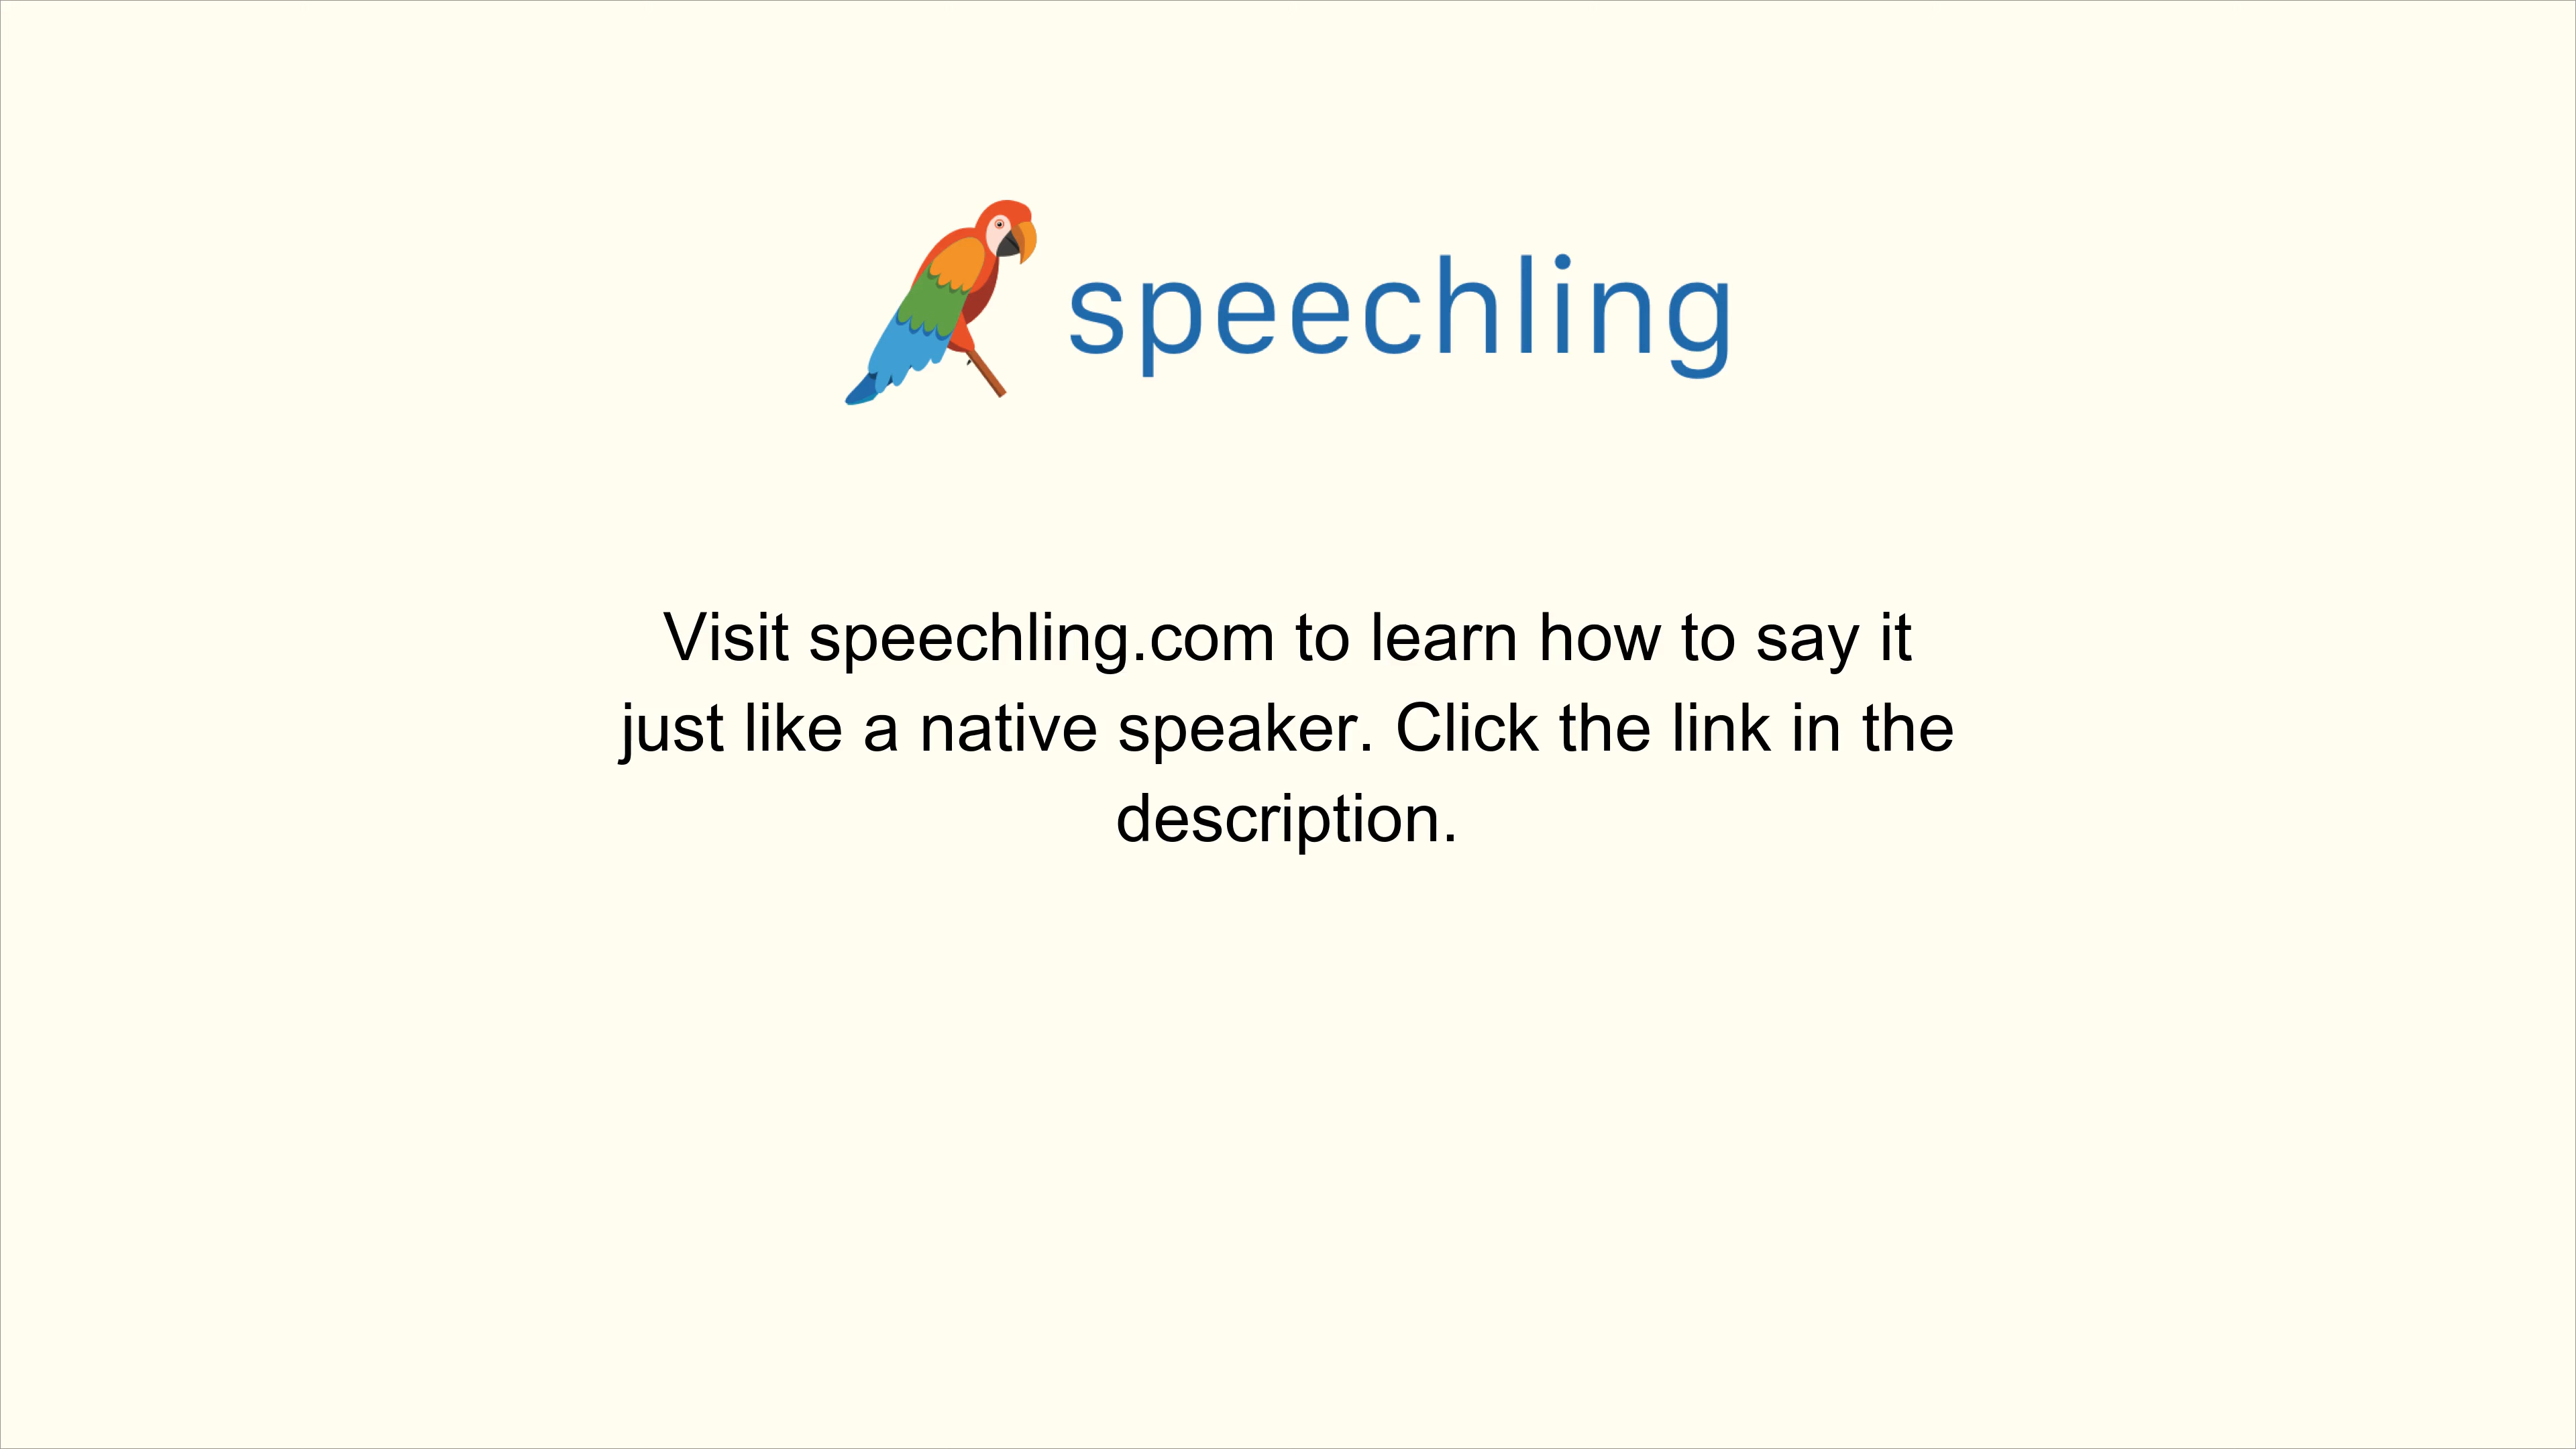 speechling
Visit speechling.com to learn how to say it
just like a native speaker. Click the link in the
description.